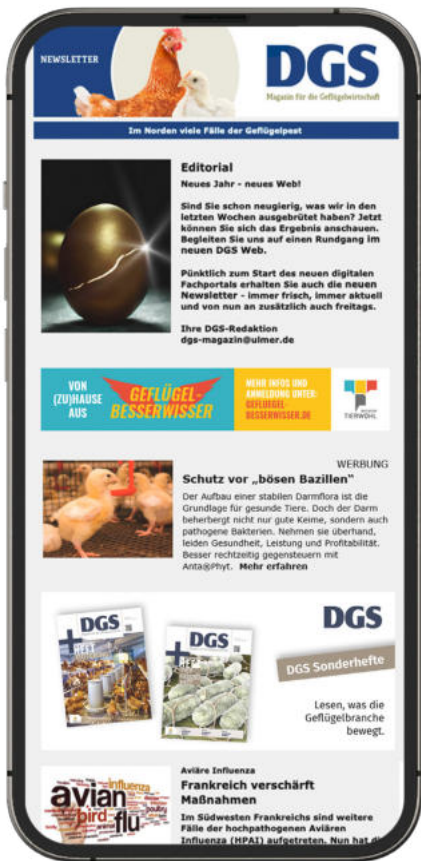 NEWSLETTER
DGS
Magazin für die Geflügelwirtschaft
Im Norden viele Fälle der Geflügelpest
Editorial
Neues Jahr - neues Web!
Sind Sie schon neugierig, was wir in den
letzten Wochen ausgebrütet haben? Jetzt
können Sie sich das Ergebnis anschauen.
Begleiten Sie uns auf einen Rundgang im
neuen DGS Web.
Pünktlich zum Start des neuen digitalen
Fachportals erhalten Sie auch die neuen
Newsletter - immer frisch, immer aktuell
und von nun an zusätzlich auch freitags.
Ihre DGS-Redaktion
dgs-magazin@ulmer.de
VON
(ZU)HAUSE
AUS
GEFLÜGEL-
BESSERWISSER
MEHR INFOS UND
ANMELDUNG UNTER:
GEFLUEGEL-
BESSERWISSER.DE
TIERWOHL
WERBUNG
Schutz vor „bösen Bazillen"
Der Aufbau einer stabilen Darmflora ist die
Grundlage für gesunde Tiere. Doch der Darm
beherbergt nicht nur gute Keime, sondern auch
pathogene Bakterien. Nehmen sie überhand,
leiden Gesundheit, Leistung und Profitabilität.
Besser rechtzeitig gegensteuern mit
Anta®Phyt. Mehr erfahren
DGS
DGS
DGS
DGS Sonderhefte
Lesen, was die
Geflügelbranche
bewegt.
Aviäre Influenza
Frankreich verschärft
Maßnahmen
Im Südwesten Frankreichs sind weitere
Fälle der hochpathogenen Aviären
Influenza (HPAI) aufgetreten. Nun hat
influenza
avian
poultry
bird
flu